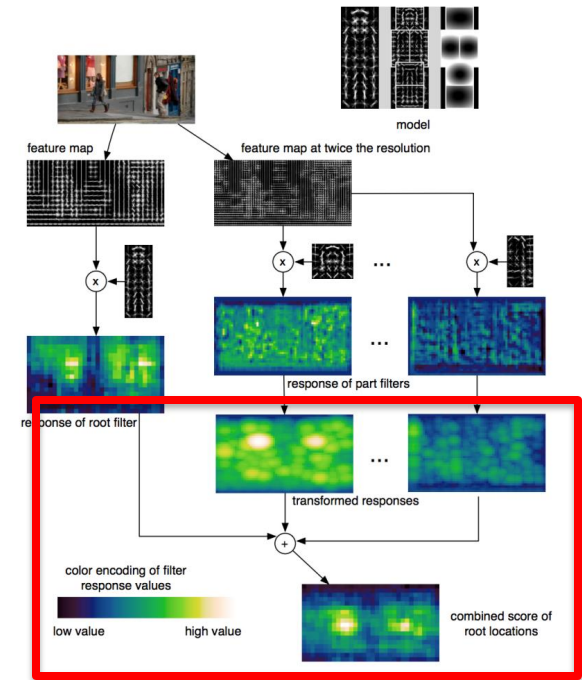 model
feature map
feature map at twice the resolution
x
x
...
x
...
response of part filters
response of root filter
...
transformed responses
+
color encoding of filter
response values
low value
high value
combined score of
root locations